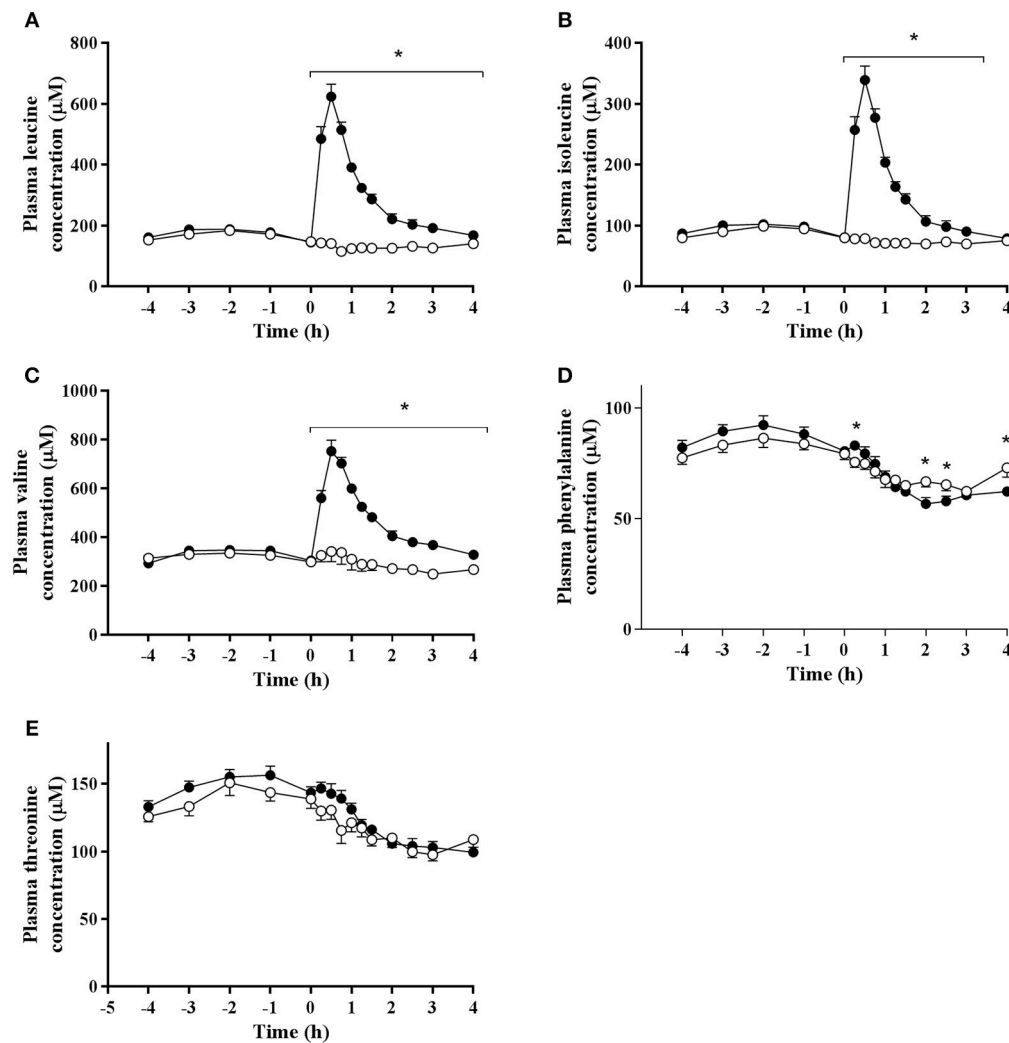 A
Plasma leucine
concentration (µM)
800
600
400
200
0
*
-4 -3 -2 -1 0 1 2 3 4
Time (h)
B
Plasma isoleucine
concentration (µM)
400
300
200
100
0
*
-4 -3 -2 -1 0 1 2 3 4
Time (h)
C
Plasma valine
concentration (µM)
1000
800
600
400
200
0
*
-4 -3 -2 -1 0 1 2 3 4
Time (h)
D
Plasma phenylalanine
concentration (µM)
100
50
0
* * * *
-4 -3 -2 -1 0 1 2 3 4
Time (h)
E
Plasma threonine
concentration (µM)
150
100
50
0
-5 -4 -3 -2 -1 0 1 2 3 4
Time (h)